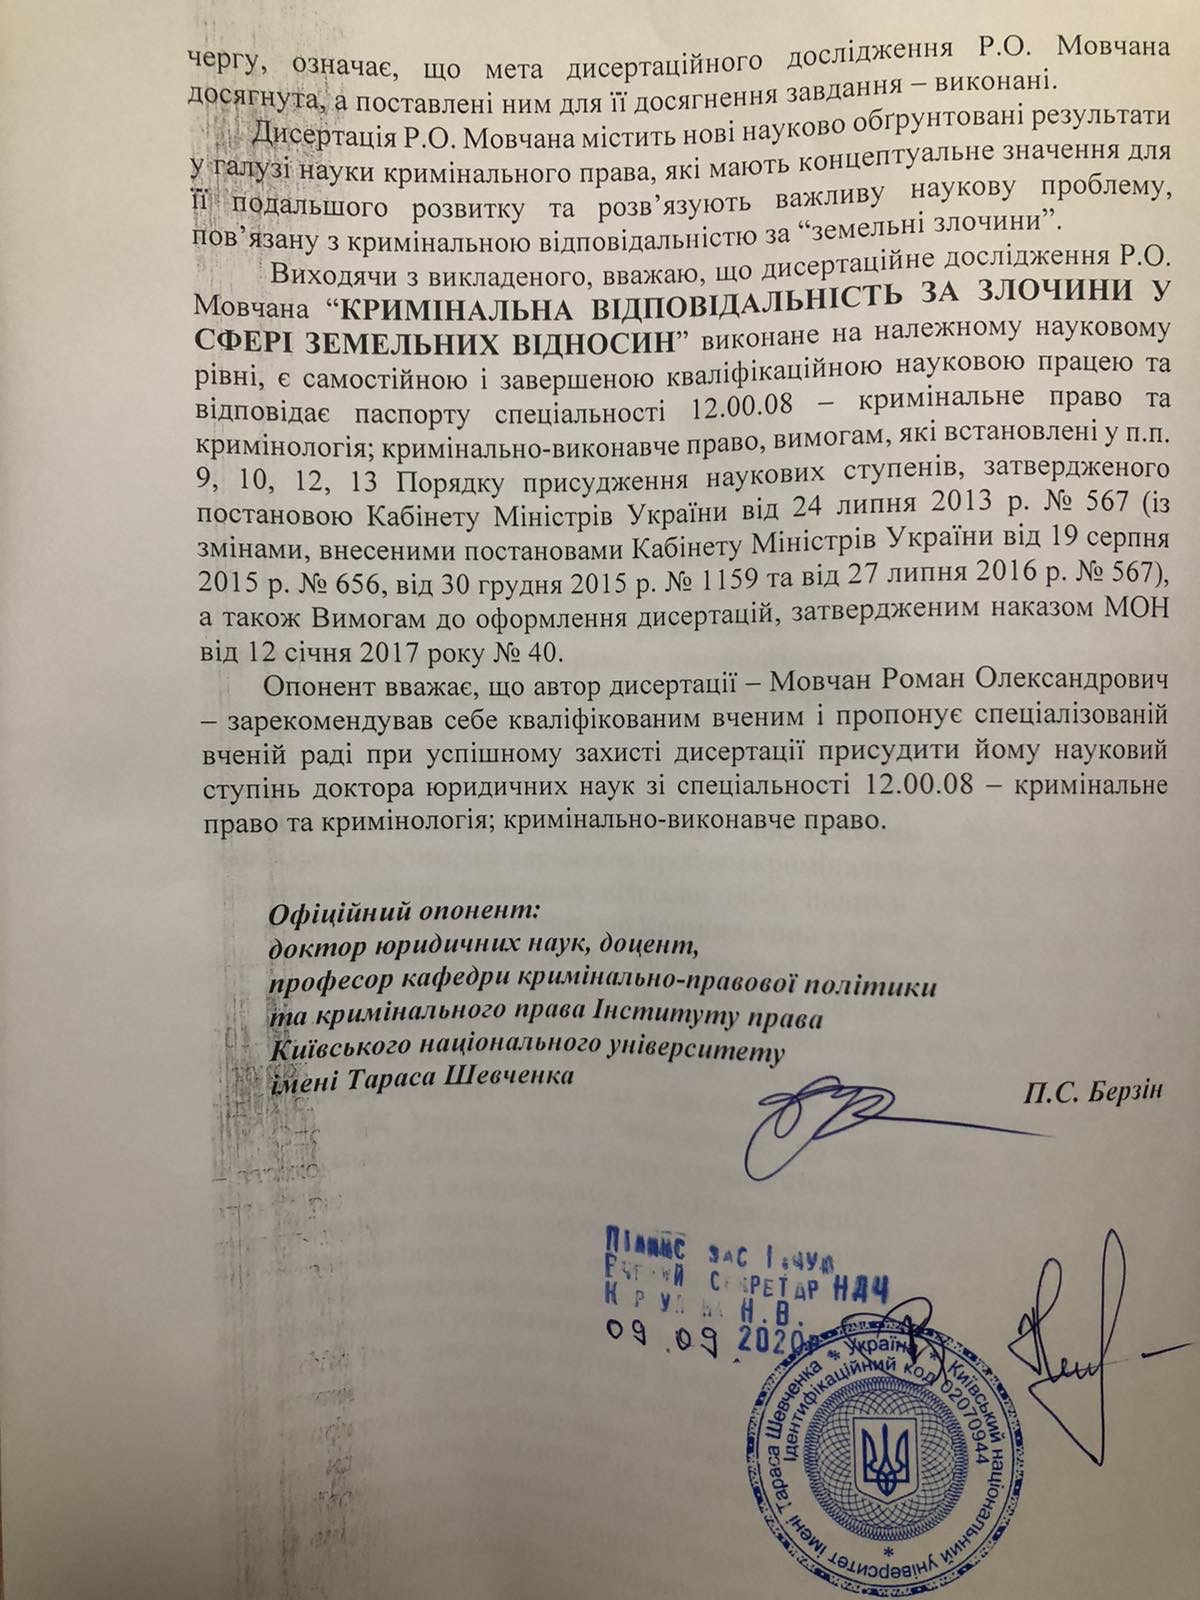 чергу, означає, що мета дисертаційного дослідження Р.О. Мовчана
досягнута, а поставлені ним для її досягнення завдання – виконані.
Дисертація Р.О. Мовчана містить нові науково обґрунтовані результати
у галузі науки кримінального права, які мають концептуальне значення для
її подальшого розвитку та розв’язують важливу наукову проблему,
пов’язану з кримінальною відповідальністю за “земельні злочини”.
Виходячи з викладеного, вважаю, що дисертаційне дослідження Р.О.
Мовчана “КРИМІНАЛЬНА ВІДПОВІДАЛЬНІСТЬ ЗА ЗЛОЧИНИ У
СФЕРІ ЗЕМЕЛЬНИХ ВІДНОСИН” виконане на належному науковому
рівні, є самостійною і завершеною кваліфікаційною науковою працею та
відповідає паспорту спеціальності 12.00.08 – кримінальне право та
кримінологія; кримінально-виконавче право, вимогам, які встановлені у п.п.
9, 10, 12, 13 Порядку присудження наукових ступенів, затвердженого
постановою Кабінету Міністрів України від 24 липня 2013 р. № 567 (із
змінами, внесеними постановами Кабінету Міністрів України від 19 серпня
2015 р. № 656, від 30 грудня 2015 р. № 1159 та від 27 липня 2016 р. № 567),
а також Вимогам до оформлення дисертацій, затвердженим наказом МОН
від 12 січня 2017 року № 40.
Опонент вважає, що автор дисертації – Мовчан Роман Олександрович
– зарекомендував себе кваліфікованим вченим і пропонує спеціалізованій
вченій раді при успішному захисті дисертації присудити йому науковий
ступінь доктора юридичних наук зі спеціальності 12.00.08 – кримінальне
право та кримінологія; кримінально-виконавче право.
Офіційний опонент:
доктор юридичних наук, доцент,
професор кафедри кримінально-правової політики
та кримінального права Інституту права
Київського національного університету
імені Тараса Шевченка
П.С. Берзін
ПІДПИС
СЕКРЕТАР НДЧ
Н.В.
09.09.2020р.
* Україна * Київський національний університет імені Тараса Шевченка
Ідентифікаційний код 02070944